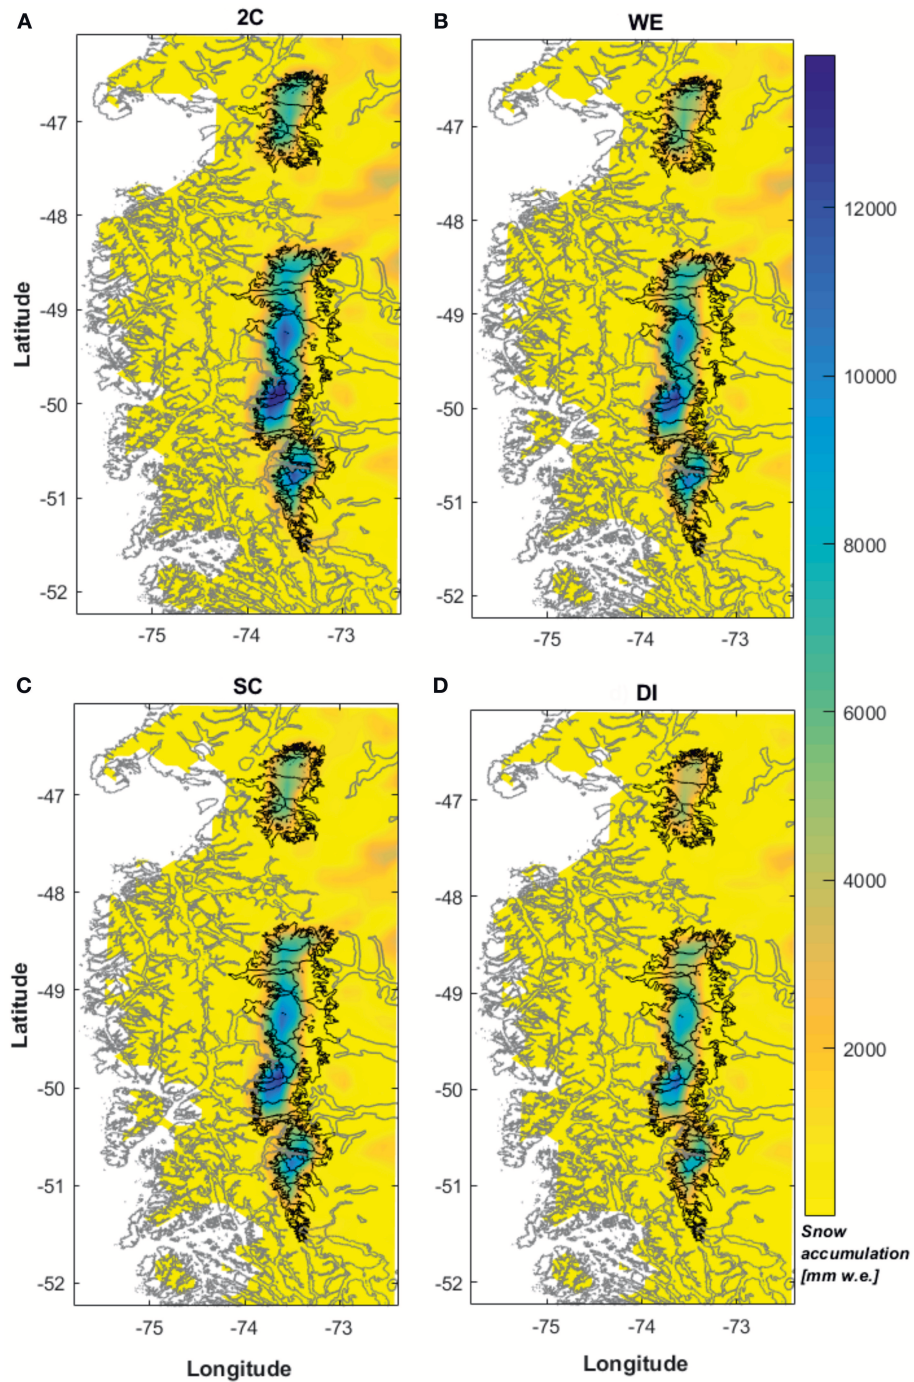 A
2C
B
WE
-47
-48
-49
-50
-51
-52
Latitude
-75
-74
-73
-47
-48
-49
-50
-51
-52
-75
-74
-73
12000
10000
8000
6000
4000
2000
Snow
accumulation
[mm w.e.]
C
SC
D
DI
-47
-48
-49
-50
-51
-52
Latitude
-75
-74
-73
Longitude
-47
-48
-49
-50
-51
-52
-75
-74
-73
Longitude